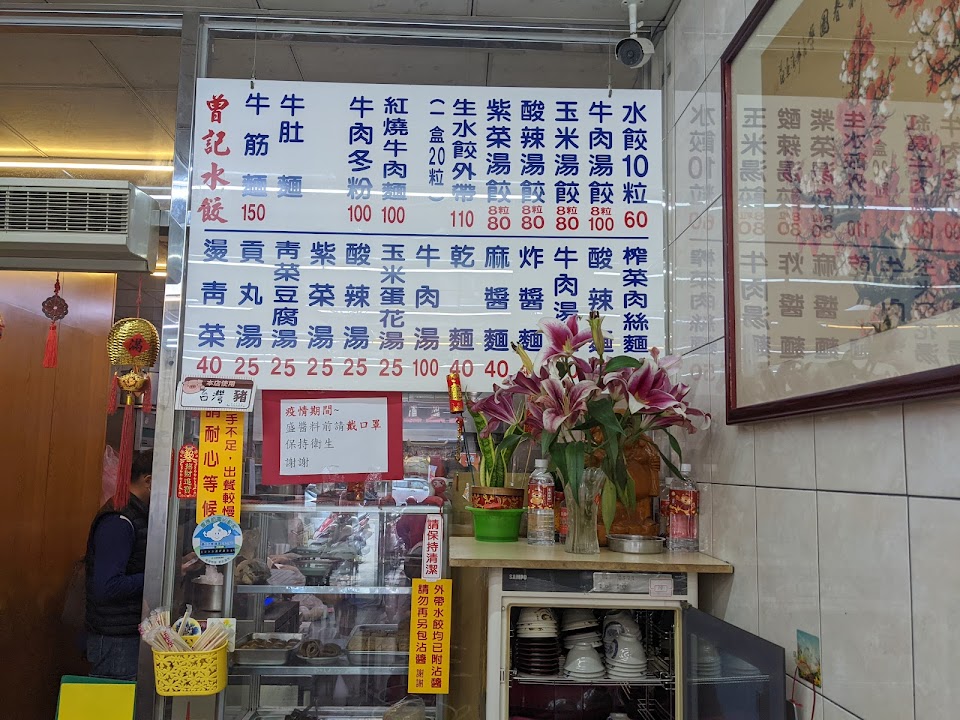 曾記水餃
水餃10粒 60
牛肉湯餃 8粒 100
玉米湯餃 8粒 80
酸辣湯餃 8粒 80
紫菜湯餃 8粒 80
生水餃外帶 110
(一盒20粒)
紅燒牛肉麵 100
牛肉冬粉 100
牛肚麵
牛筋麵 150
榨菜肉絲麵
酸辣
牛肉湯
炸醬麵
麻醬麵 40
乾麵 40
牛肉湯 100
玉米蛋花湯 25
酸辣湯 25
紫菜湯 25
青菜豆腐湯 25
貢丸湯 25
燙青菜 40
本店使用
台灣豬
手不足，出餐較慢
請耐心等候
疫情期間~
盛醬料前請戴口罩
保持衛生
謝謝
招財進寶
請保持清潔
外帶水餃均已附沾醬
請勿再另包沾醬 謝謝